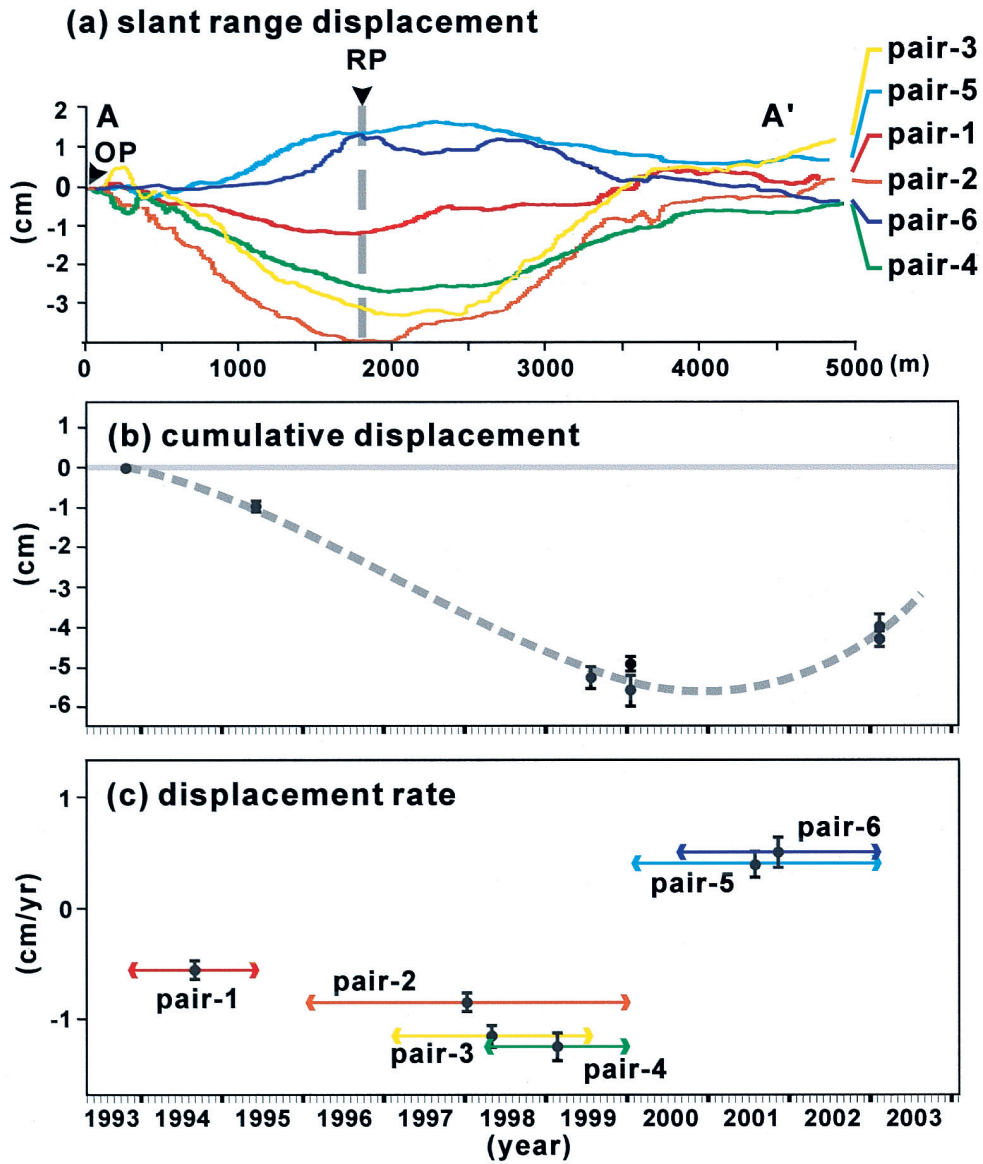 (a) slant range displacement
RP
A
A'
OP
pair-3
pair-5
pair-1
pair-2
pair-6
pair-4
2
1
0
-1
-2
-3
(cm)
0 1000 2000 3000 4000 5000 (m)
(b) cumulative displacement
1
0
-1
-2
-3
-4
-5
-6
(cm)
(c) displacement rate
1
0
-1
(cm/yr)
pair-6
pair-5
pair-2
pair-1
pair-3
pair-4
1993 1994 1995 1996 1997 1998 1999 2000 2001 2002 2003
(year)